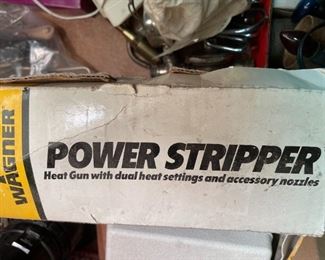 WAGNER
POWER STRIPPER
Heat Gun with dual heat settings and accessory nozzles